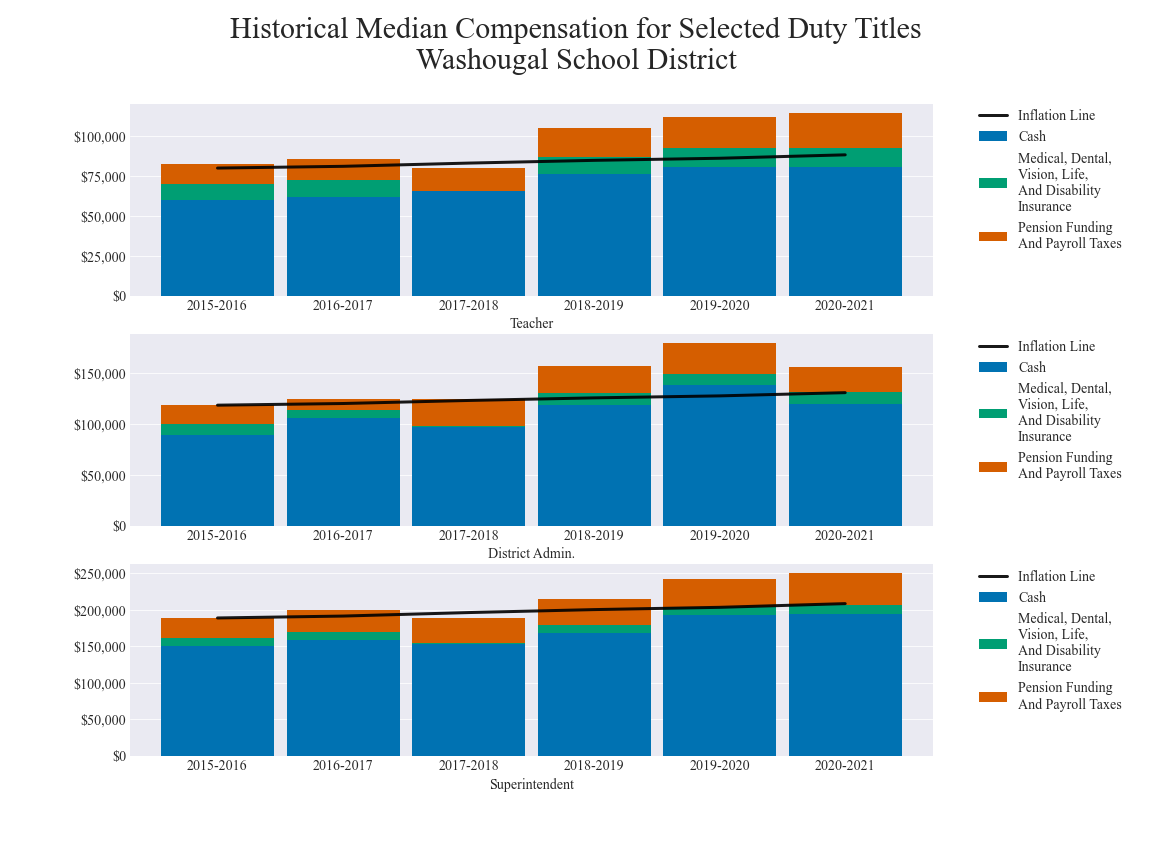 Historical Median Compensation for Selected Duty Titles
Washougal School District
$100,000
$75,000
$50,000
$25,000
$0
2015-2016 2016-2017 2017-2018 2018-2019 2019-2020 2020-2021
Teacher
Inflation Line
Cash
Medical, Dental,
Vision, Life,
And Disability
Insurance
Pension Funding
And Payroll Taxes
$150,000
$100,000
$50,000
$0
2015-2016 2016-2017 2017-2018 2018-2019 2019-2020 2020-2021
District Admin.
Inflation Line
Cash
Medical, Dental,
Vision, Life,
And Disability
Insurance
Pension Funding
And Payroll Taxes
$250,000
$200,000
$150,000
$100,000
$50,000
$0
2015-2016 2016-2017 2017-2018 2018-2019 2019-2020 2020-2021
Superintendent
Inflation Line
Cash
Medical, Dental,
Vision, Life,
And Disability
Insurance
Pension Funding
And Payroll Taxes